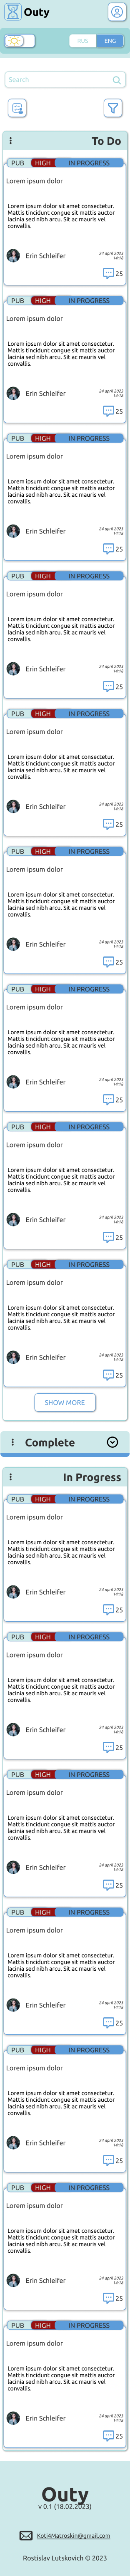 Outy
RUS ENG
Search
To Do
PUB HIGH IN PROGRESS
Lorem ipsum dolor
Lorem ipsum dolor sit amet consectetur.
Mattis tincidunt congue sit mattis auctor
lacinia sed nibh arcu. Sit ac mauris vel
convallis.
Erin Schleifer
24 april 2023
14:18
25
PUB HIGH IN PROGRESS
Lorem ipsum dolor
Lorem ipsum dolor sit amet consectetur.
Mattis tincidunt congue sit mattis auctor
lacinia sed nibh arcu. Sit ac mauris vel
convallis.
Erin Schleifer
24 april 2023
14:18
25
PUB HIGH IN PROGRESS
Lorem ipsum dolor
Lorem ipsum dolor sit amet consectetur.
Mattis tincidunt congue sit mattis auctor
lacinia sed nibh arcu. Sit ac mauris vel
convallis.
Erin Schleifer
24 april 2023
14:18
25
PUB HIGH IN PROGRESS
Lorem ipsum dolor
Lorem ipsum dolor sit amet consectetur.
Mattis tincidunt congue sit mattis auctor
lacinia sed nibh arcu. Sit ac mauris vel
convallis.
Erin Schleifer
24 april 2023
14:18
25
PUB HIGH IN PROGRESS
Lorem ipsum dolor
Lorem ipsum dolor sit amet consectetur.
Mattis tincidunt congue sit mattis auctor
lacinia sed nibh arcu. Sit ac mauris vel
convallis.
Erin Schleifer
24 april 2023
14:18
25
PUB HIGH IN PROGRESS
Lorem ipsum dolor
Lorem ipsum dolor sit amet consectetur.
Mattis tincidunt congue sit mattis auctor
lacinia sed nibh arcu. Sit ac mauris vel
convallis.
Erin Schleifer
24 april 2023
14:18
25
PUB HIGH IN PROGRESS
Lorem ipsum dolor
Lorem ipsum dolor sit amet consectetur.
Mattis tincidunt congue sit mattis auctor
lacinia sed nibh arcu. Sit ac mauris vel
convallis.
Erin Schleifer
24 april 2023
14:18
25
PUB HIGH IN PROGRESS
Lorem ipsum dolor
Lorem ipsum dolor sit amet consectetur.
Mattis tincidunt congue sit mattis auctor
lacinia sed nibh arcu. Sit ac mauris vel
convallis.
Erin Schleifer
24 april 2023
14:18
25
PUB HIGH IN PROGRESS
Lorem ipsum dolor
Lorem ipsum dolor sit amet consectetur.
Mattis tincidunt congue sit mattis auctor
lacinia sed nibh arcu. Sit ac mauris vel
convallis.
Erin Schleifer
24 april 2023
14:18
25
SHOW MORE
Complete
In Progress
PUB HIGH IN PROGRESS
Lorem ipsum dolor
Lorem ipsum dolor sit amet consectetur.
Mattis tincidunt congue sit mattis auctor
lacinia sed nibh arcu. Sit ac mauris vel
convallis.
Erin Schleifer
24 april 2023
14:18
25
PUB HIGH IN PROGRESS
Lorem ipsum dolor
Lorem ipsum dolor sit amet consectetur.
Mattis tincidunt congue sit mattis auctor
lacinia sed nibh arcu. Sit ac mauris vel
convallis.
Erin Schleifer
24 april 2023
14:18
25
PUB HIGH IN PROGRESS
Lorem ipsum dolor
Lorem ipsum dolor sit amet consectetur.
Mattis tincidunt congue sit mattis auctor
lacinia sed nibh arcu. Sit ac mauris vel
convallis.
Erin Schleifer
24 april 2023
14:18
25
PUB HIGH IN PROGRESS
Lorem ipsum dolor
Lorem ipsum dolor sit amet consectetur.
Mattis tincidunt congue sit mattis auctor
lacinia sed nibh arcu. Sit ac mauris vel
convallis.
Erin Schleifer
24 april 2023
14:18
25
PUB HIGH IN PROGRESS
Lorem ipsum dolor
Lorem ipsum dolor sit amet consectetur.
Mattis tincidunt congue sit mattis auctor
lacinia sed nibh arcu. Sit ac mauris vel
convallis.
Erin Schleifer
24 april 2023
14:18
25
PUB HIGH IN PROGRESS
Lorem ipsum dolor
Lorem ipsum dolor sit amet consectetur.
Mattis tincidunt congue sit mattis auctor
lacinia sed nibh arcu. Sit ac mauris vel
convallis.
Erin Schleifer
24 april 2023
14:18
25
PUB HIGH IN PROGRESS
Lorem ipsum dolor
Lorem ipsum dolor sit amet consectetur.
Mattis tincidunt congue sit mattis auctor
lacinia sed nibh arcu. Sit ac mauris vel
convallis.
Erin Schleifer
24 april 2023
14:18
25
Outy
v 0.1 (18.02.2023)
Koti4Matroskin@gmail.com
Rostislav Lutskovich © 2023